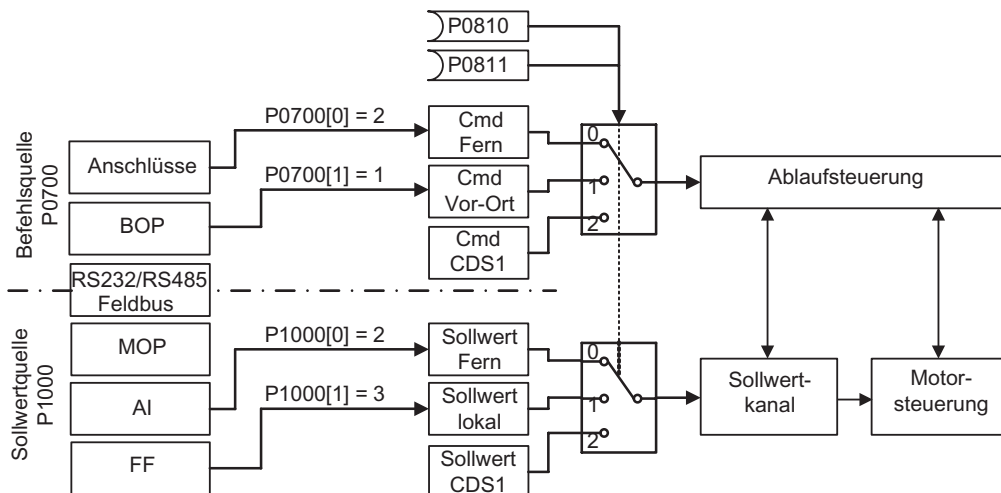 P0810
P0811
Befehlsquelle
P0700
Anschlüsse
BOP
RS232/RS485
Feldbus
P0700[0] = 2
P0700[1] = 1
Cmd
Fern
Cmd
Vor-Ort
Cmd
CDS1
0
1
2
Ablaufsteuerung
Sollwertquelle
P1000
MOP
AI
FF
P1000[0] = 2
P1000[1] = 3
Sollwert
Fern
Sollwert
lokal
Sollwert
CDS1
0
1
2
Sollwert-
kanal
Motor-
steuerung